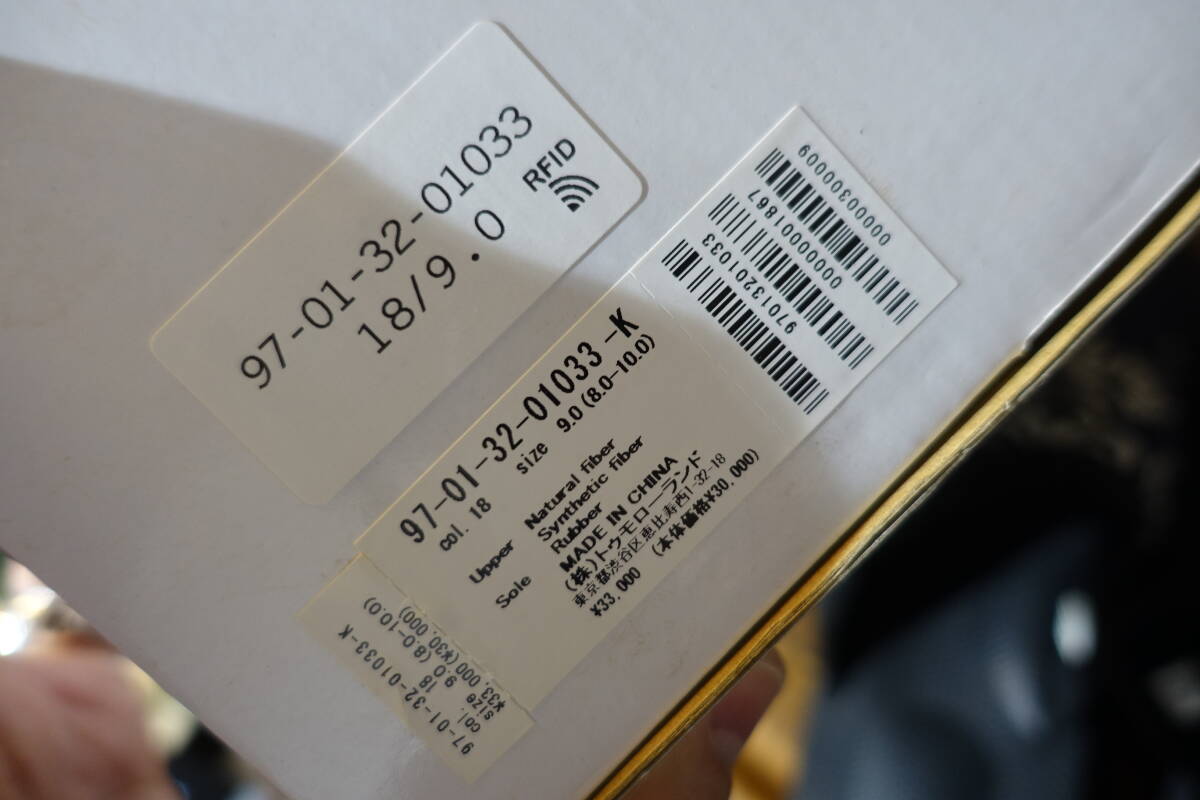 97-01-32-01033
18/9.0
RFID
0000030000009
0000000001867
97013201033
97-01-32-01033-K
col. 18 size 9.0(8.0-10.0)
Upper Natural fiber
Synthetic fiber
Sole Rubber
MADE IN CHINA
(株)トゥモローランド
東京都渋谷区恵比寿西1-32-18
¥33.000 (本体価格¥30.000)
97-01-32-01033-K
col. 18
size 9.0 (8.0-10.0)
¥33.000(¥30.000)